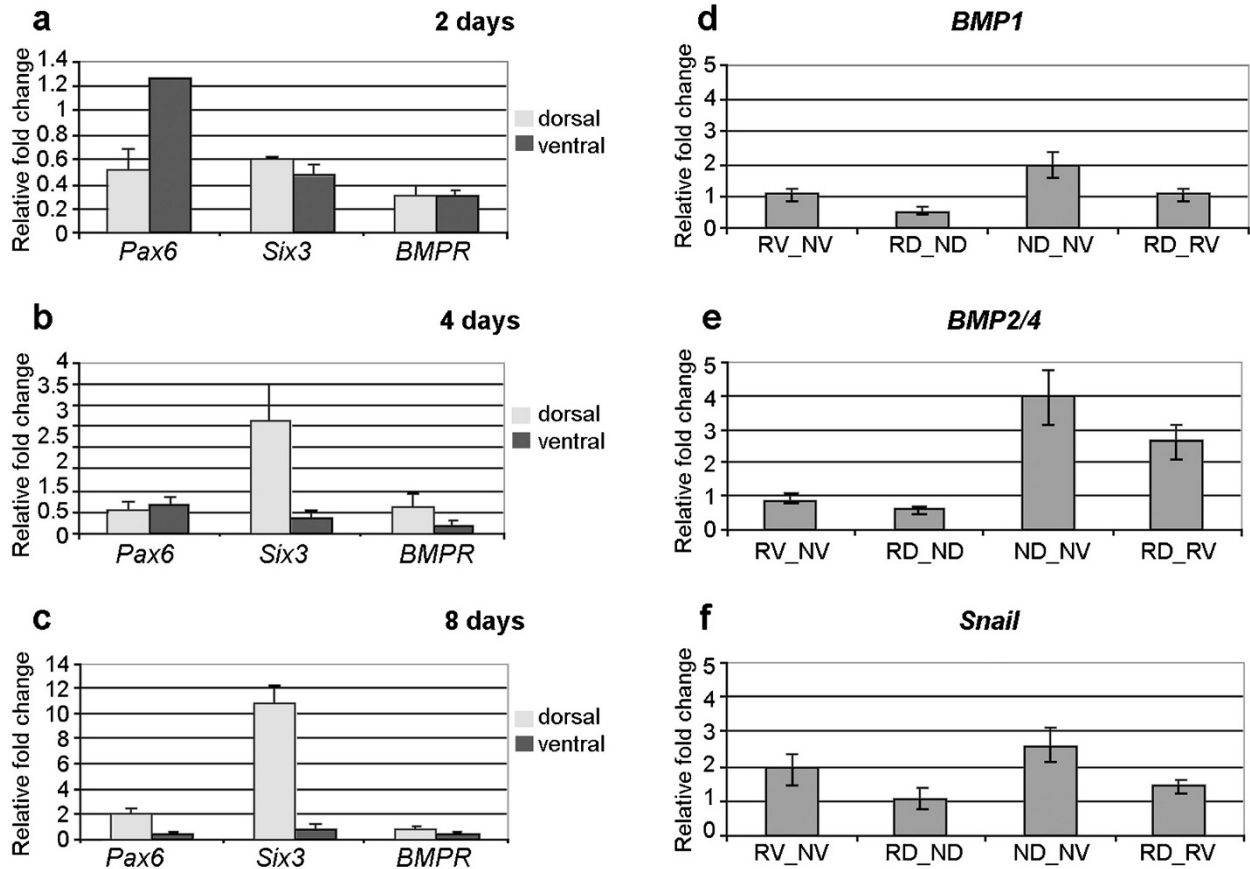 a
2 days
Relative fold change
1.4
1.2
1
0.8
0.6
0.4
0.2
0
Pax6 Six3 BMPR
dorsal
ventral
b
4 days
Relative fold change
4
3.5
3
2.5
2
1.5
1
0.5
0
Pax6 Six3 BMPR
dorsal
ventral
c
8 days
Relative fold change
14
12
10
8
6
4
2
0
Pax6 Six3 BMPR
dorsal
ventral
d
BMP1
Relative fold change
5
4
3
2
1
0
RV_NV RD_ND ND_NV RD_RV
e
BMP2/4
Relative fold change
5
4
3
2
1
0
RV_NV RD_ND ND_NV RD_RV
f
Snail
Relative fold change
5
4
3
2
1
0
RV_NV RD_ND ND_NV RD_RV